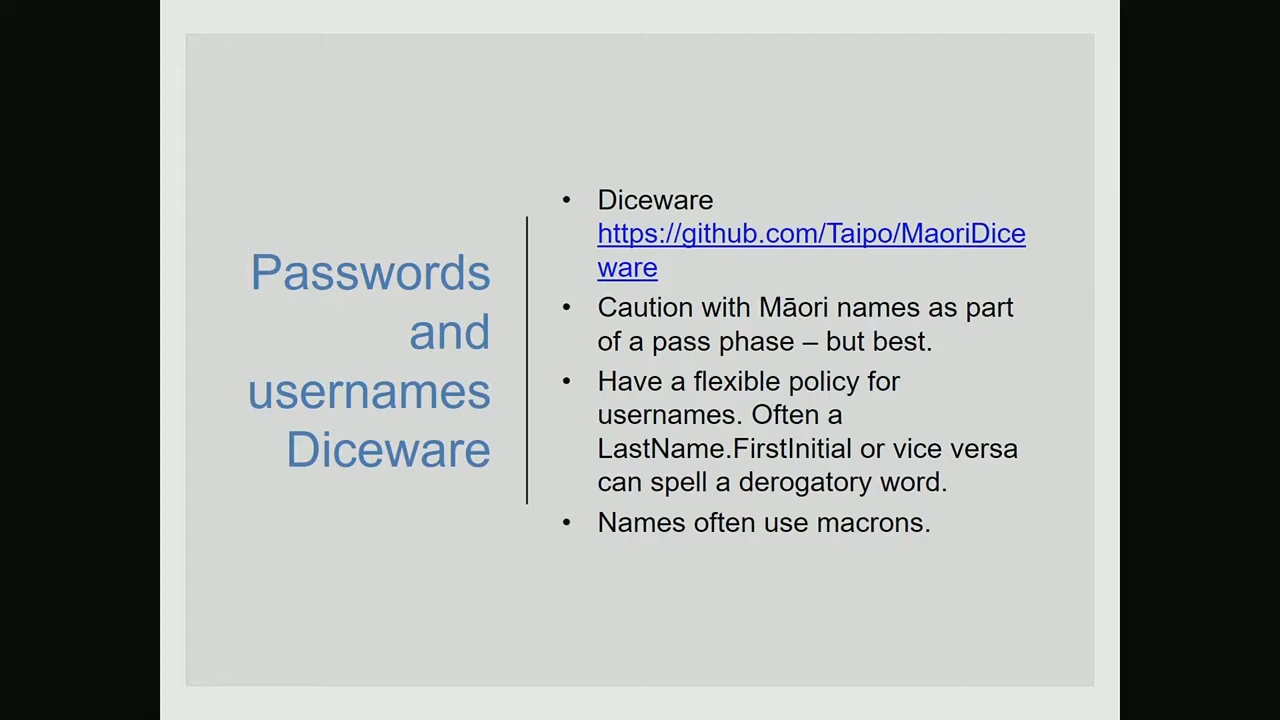 Passwords
and
usernames
Diceware
• Diceware
https://github.com/Taipo/MaoriDice
ware
• Caution with Māori names as part
of a pass phase – but best.
• Have a flexible policy for
usernames. Often a
LastName.FirstInitial or vice versa
can spell a derogatory word.
• Names often use macrons.